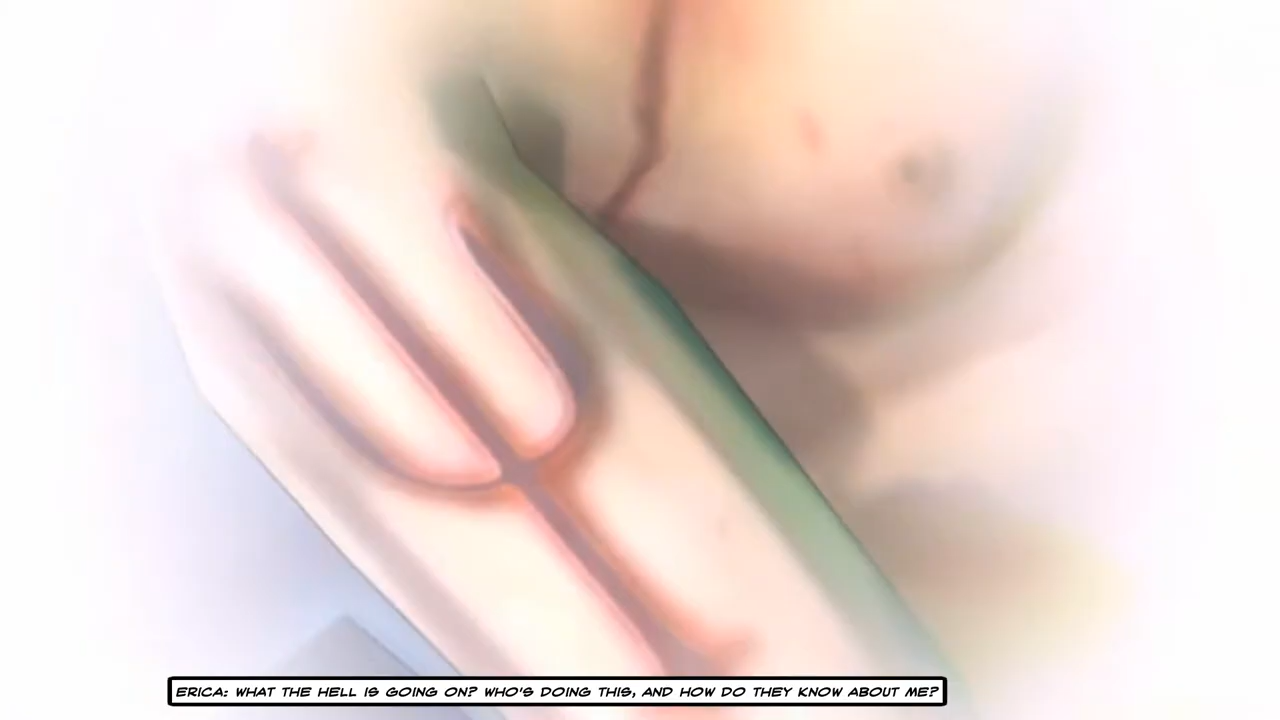 ERICA: WHAT THE HELL IS GOING ON? WHO'S DOING THIS, AND HOW DO THEY KNOW ABOUT ME?